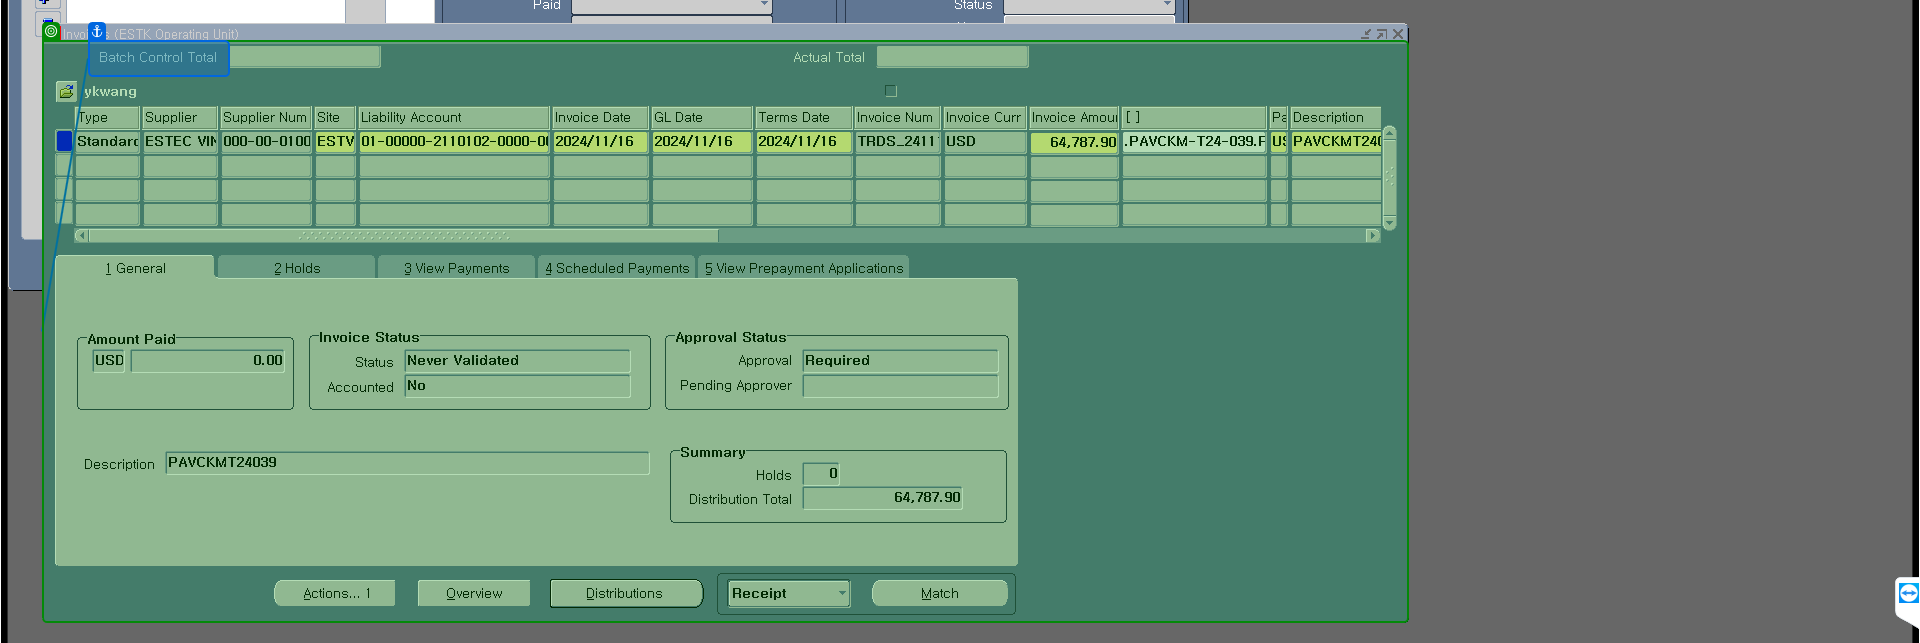 Paid
Status
Invoices (ESTK Operating Unit)
Batch Control Total
Actual Total
ykwang
[ ]
Type Supplier Supplier Num Site Liability Account Invoice Date GL Date Terms Date Invoice Num Invoice Curr Invoice Amou [ ] Pa Description
Standard ESTEC VIN 000-00-0100 ESTV 01-00000-2110102-0000-0 2024/11/16 2024/11/16 2024/11/16 TRDS_2411 USD 64,787.90 .PAVCKM-T24-039.F US PAVCKMT240
1 General 2 Holds 3 View Payments 4 Scheduled Payments 5 View Prepayment Applications
Amount Paid
USD 0.00
Invoice Status
Status Never Validated
Accounted No
Approval Status
Approval Required
Pending Approver
Description PAVCKMT24039
Summary
Holds 0
Distribution Total 64,787.90
Actions... 1 Overview Distributions Receipt Match